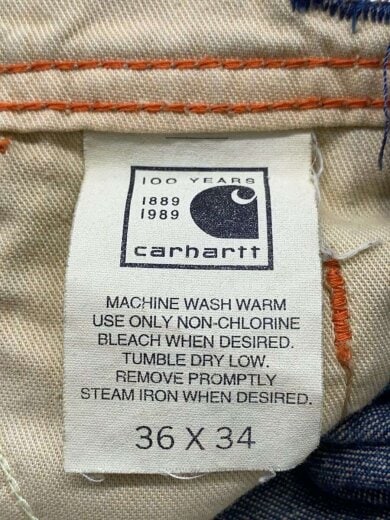 100 YEARS
1889
1989
carhartt
MACHINE WASH WARM
USE ONLY NON-CHLORINE
BLEACH WHEN DESIRED.
TUMBLE DRY LOW.
REMOVE PROMPTLY
STEAM IRON WHEN DESIRED.
36 X 34